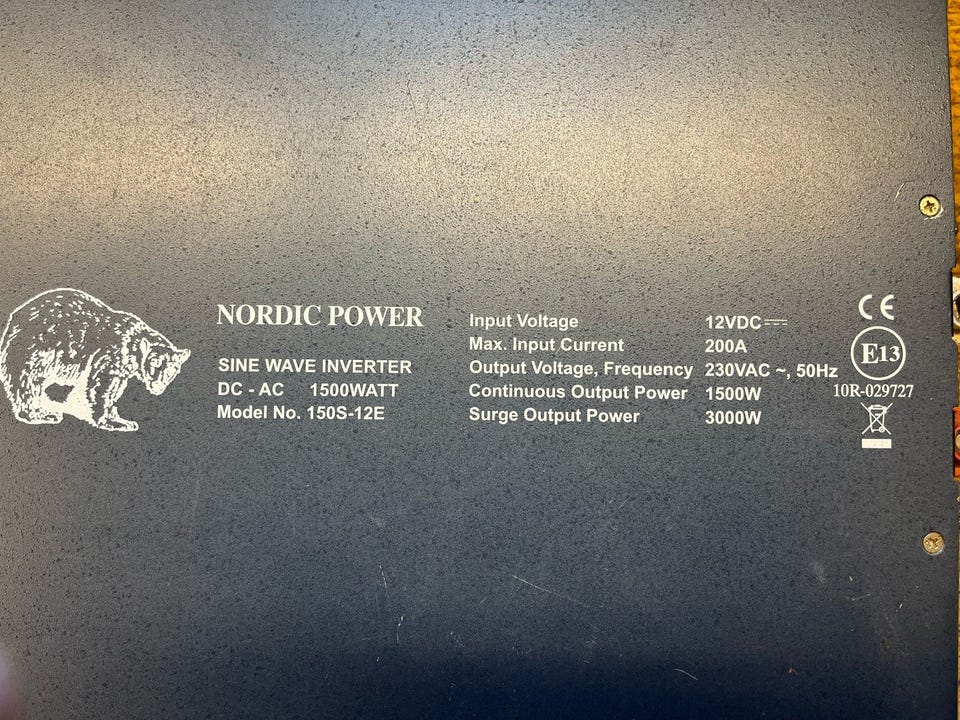 NORDIC POWER
SINE WAVE INVERTER
DC - AC 1500WATT
Model No. 150S-12E
Input Voltage 12VDC
Max. Input Current 200A
Output Voltage, Frequency 230VAC ~, 50Hz
Continuous Output Power 1500W
Surge Output Power 3000W
CE
E13
10R-029727